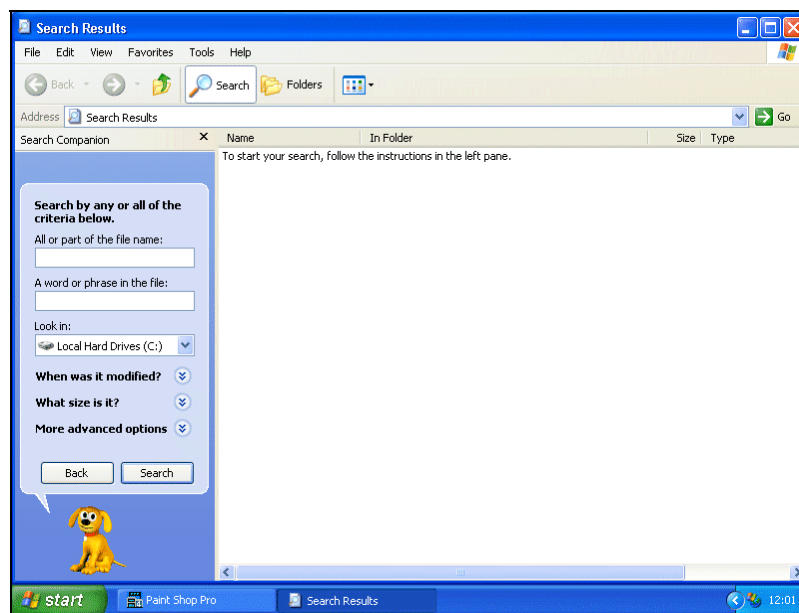 Search Results
File Edit View Favorites Tools Help
Back Search Folders
Address Search Results Go
Search Companion
Name In Folder Size Type
To start your search, follow the instructions in the left pane.
Search by any or all of the
criteria below.
All or part of the file name:
A word or phrase in the file:
Look in:
Local Hard Drives (C:)
When was it modified?
What size is it?
More advanced options
Back Search
start Paint Shop Pro Search Results 12:01